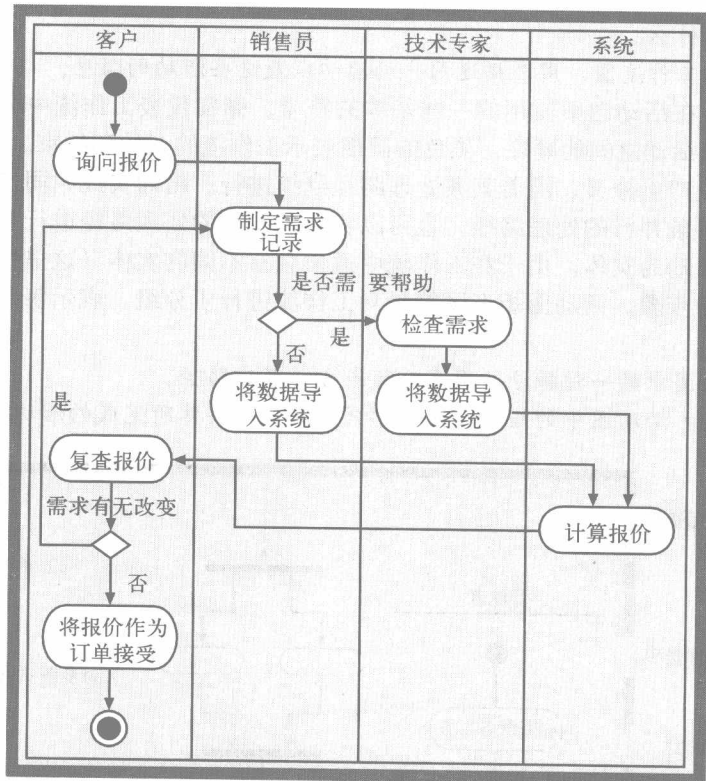 客户
销售员
技术专家
系统
询问报价
制定需求
记录
是否需 要帮助
是
否
检查需求
将数据导
入系统
将数据导
入系统
是
复查报价
需求有无改变
计算报价
否
将报价作为
订单接受